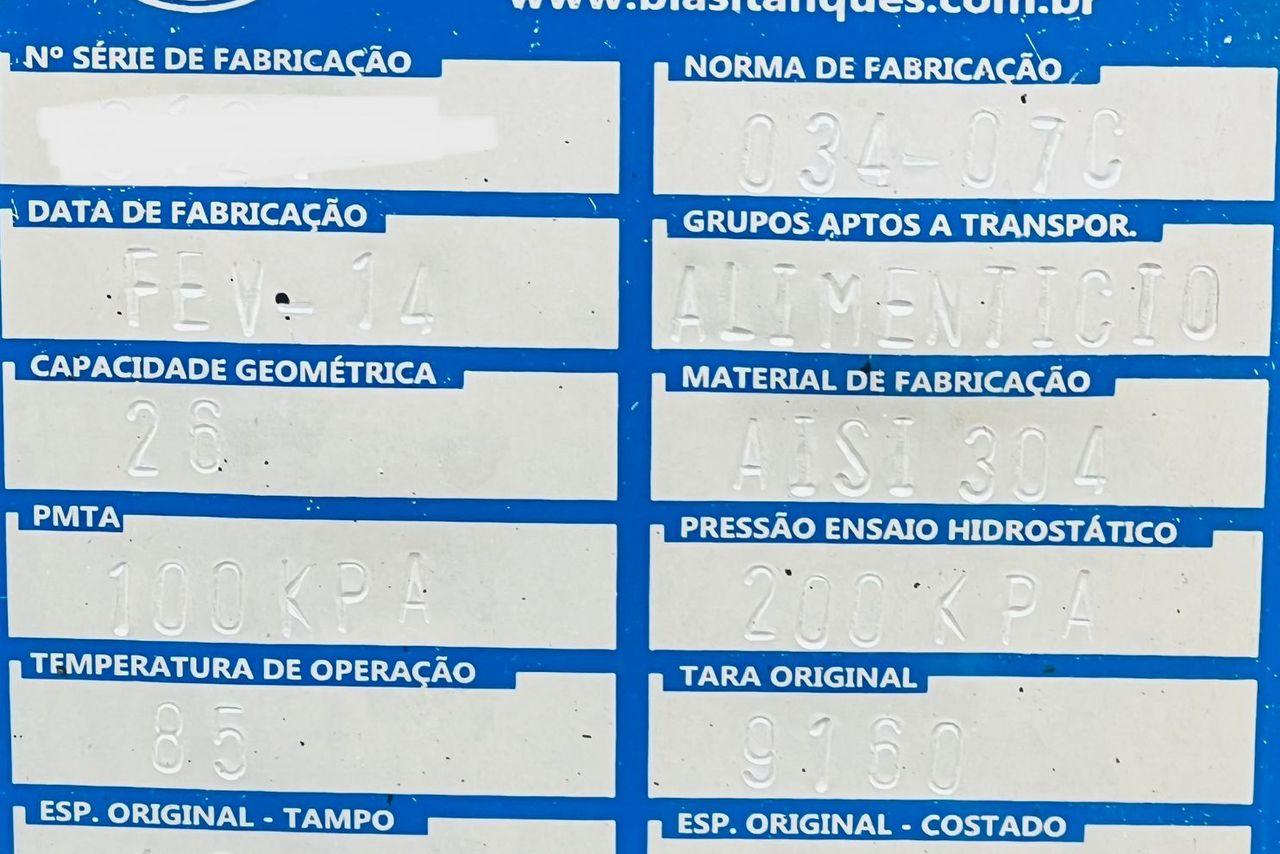 www.biasitanques.com.br
Nº SÉRIE DE FABRICAÇÃO
NORMA DE FABRICAÇÃO
034-07C
DATA DE FABRICAÇÃO
FEV-14
GRUPOS APTOS A TRANSPOR.
ALIMENTICIO
CAPACIDADE GEOMÉTRICA
26
MATERIAL DE FABRICAÇÃO
AISI 304
PMTA
100 KPA
PRESSÃO ENSAIO HIDROSTÁTICO
200 KPA
TEMPERATURA DE OPERAÇÃO
85
TARA ORIGINAL
9160
ESP. ORIGINAL - TAMPO
ESP. ORIGINAL - COSTADO